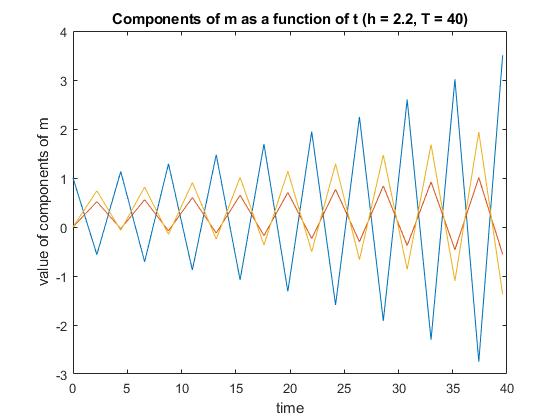 Components of m as a function of t (h = 2.2, T = 40)
4
3
2
1
0
-1
-2
-3
value of components of m
0 5 10 15 20 25 30 35 40
time